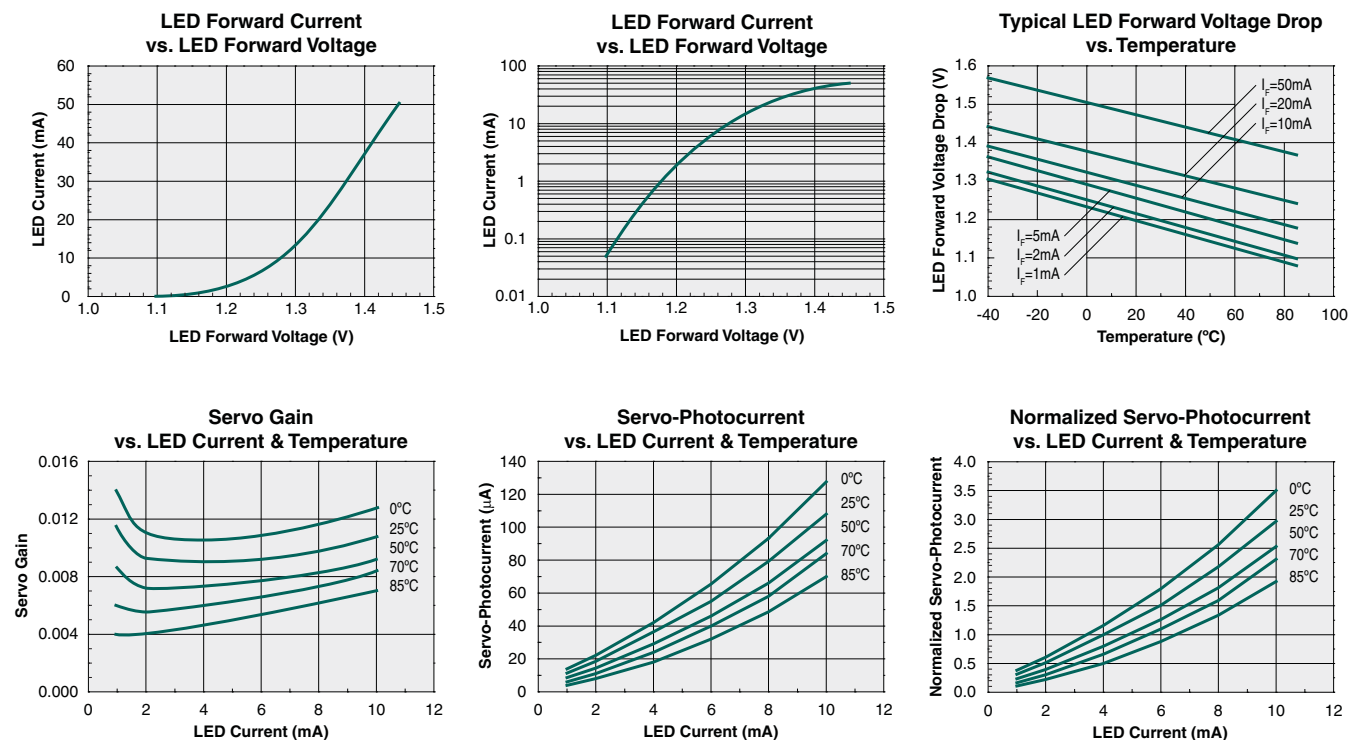 LED Forward Current
vs. LED Forward Voltage
60
50
40
30
20
10
0
LED Current (mA)
1.0 1.1 1.2 1.3 1.4 1.5
LED Forward Voltage (V)
LED Forward Current
vs. LED Forward Voltage
100
10
1
0.1
0.01
LED Current (mA)
1.0 1.1 1.2 1.3 1.4 1.5
LED Forward Voltage (V)
Typical LED Forward Voltage Drop
vs. Temperature
1.6
1.5
1.4
1.3
1.2
1.1
1.0
LED Forward Voltage Drop (V)
IF=50mA
IF=20mA
IF=10mA
IF=5mA
IF=2mA
IF=1mA
-40 -20 0 20 40 60 80 100
Temperature (ºC)
Servo Gain
vs. LED Current & Temperature
0.016
0.012
0.008
0.004
0.000
Servo Gain
0ºC
25ºC
50ºC
70ºC
85ºC
0 2 4 6 8 10 12
LED Current (mA)
Servo-Photocurrent
vs. LED Current & Temperature
140
120
100
80
60
40
20
0
Servo-Photocurrent (μA)
0ºC
25ºC
50ºC
70ºC
85ºC
0 2 4 6 8 10 12
LED Current (mA)
Normalized Servo-Photocurrent
vs. LED Current & Temperature
4.0
3.5
3.0
2.5
2.0
1.5
1.0
0.5
0.0
Normalized Servo-Photocurrent
0ºC
25ºC
50ºC
70ºC
85ºC
0 2 4 6 8 10 12
LED Current (mA)